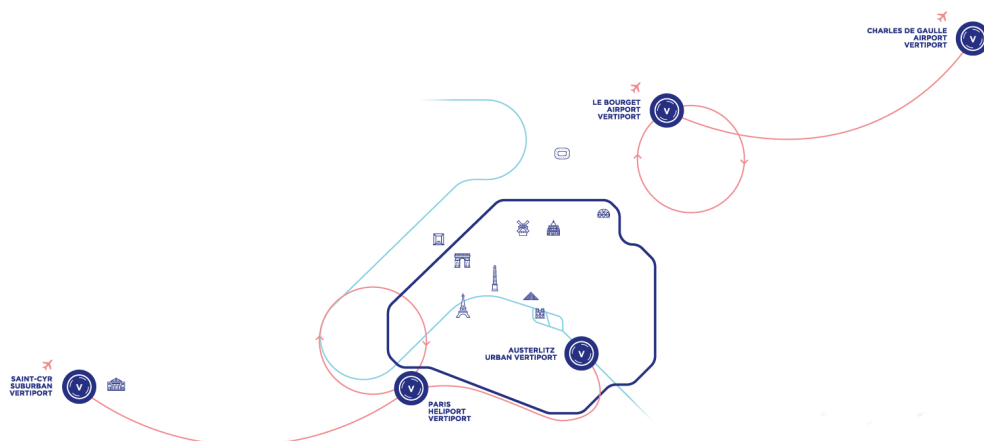 CHARLES DE GAULLE
AIRPORT
VERTIPORT
V
LE BOURGET
AIRPORT
VERTIPORT
V
AUSTERLITZ
URBAN VERTIPORT
V
SAINT-CYR
SUBURBAN
VERTIPORT
V
V
PARIS
HELIPORT
VERTIPORT